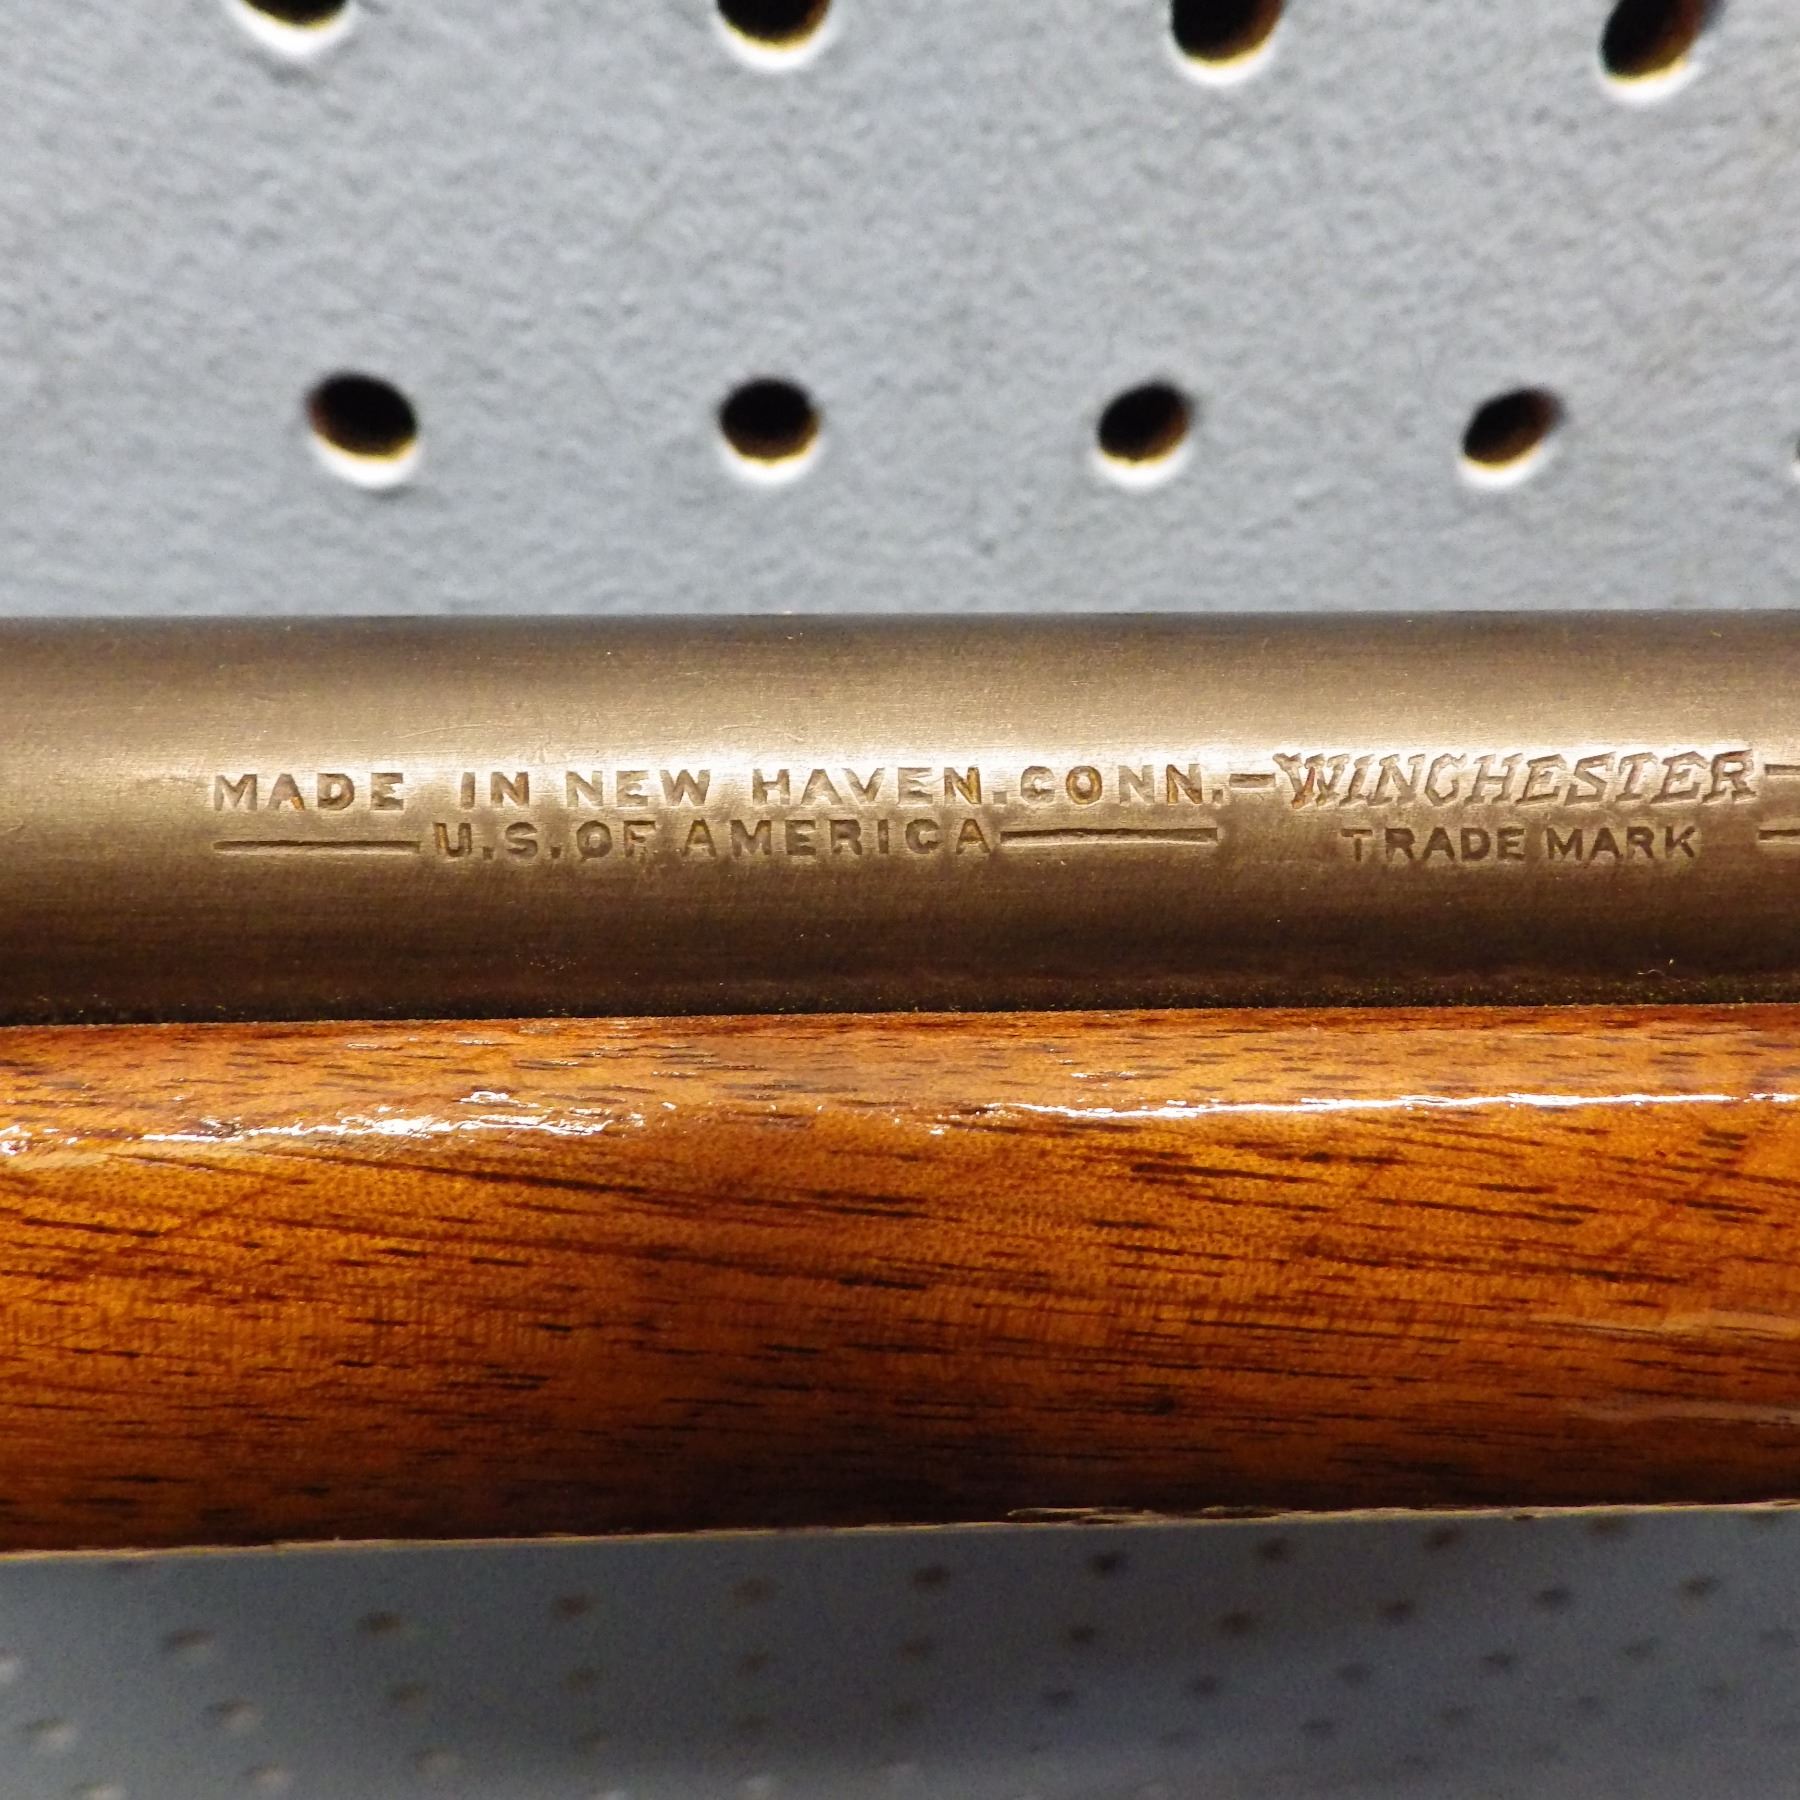 MADE IN NEW HAVEN.CONN.—WINCHESTER—
—U.S.OF AMERICA— TRADE MARK —